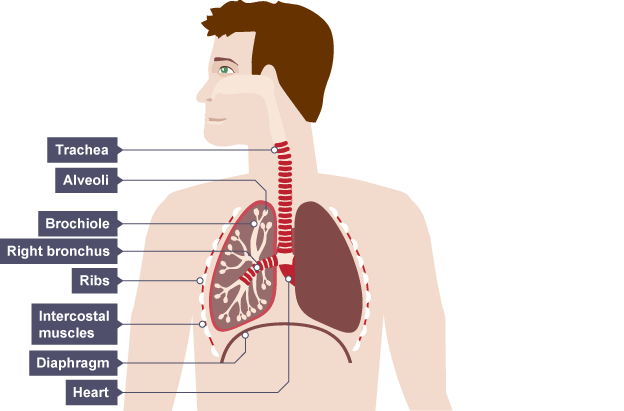 Trachea
Alveoli
Brochiole
Right bronchus
Ribs
Intercostal
muscles
Diaphragm
Heart